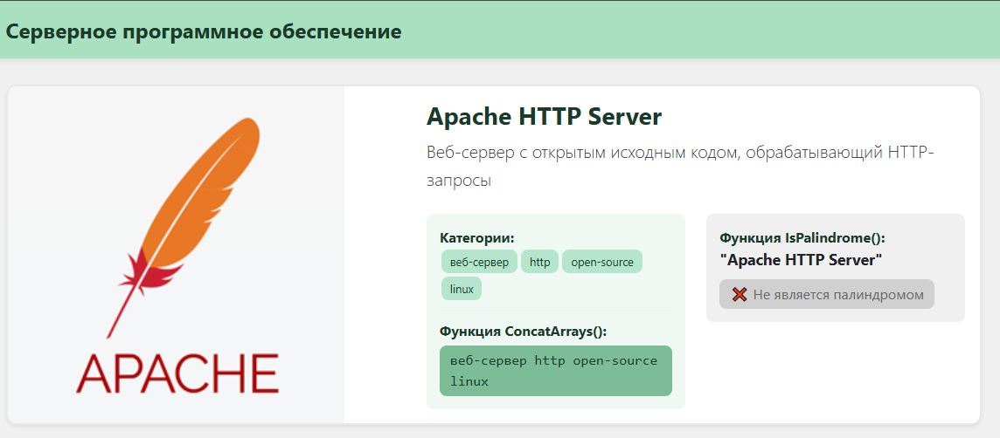 Серверное программное обеспечение
APACHE
Apache HTTP Server
Веб-сервер с открытым исходным кодом, обрабатывающий HTTP-
запросы
Категории:
веб-сервер http open-source
linux
Функция ConcatArrays():
веб-сервер http open-source
linux
Функция IsPalindrome():
"Apache HTTP Server"
❌ Не является палиндромом